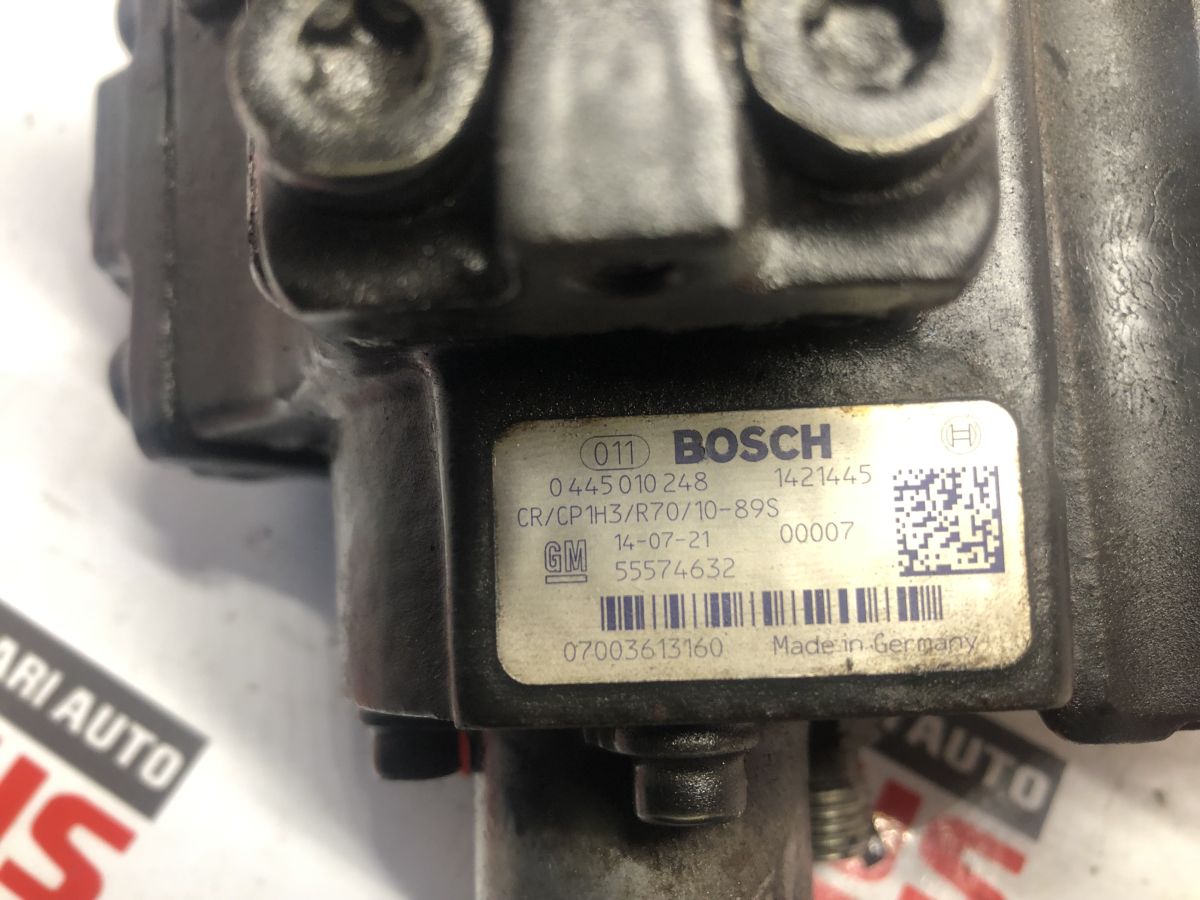 011 BOSCH
0 445 010 248 1421445
CR/CP1H3/R70/10-89S
GM 14-07-21 00007
55574632
07003613160 Made in Germany
ARI AUTO
AUTO